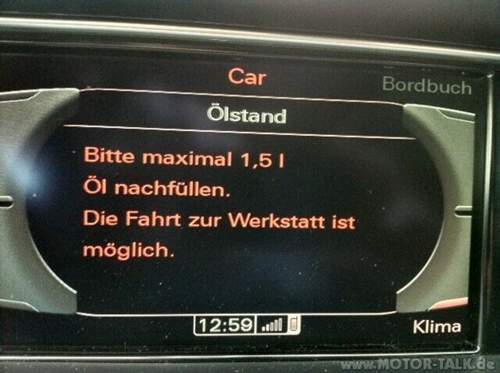 Car
Bordbuch
Ölstand
Bitte maximal 1,5 l
Öl nachfüllen.
Die Fahrt zur Werkstatt ist
möglich.
12:59
Klima
www.MOTOR-TALK.de